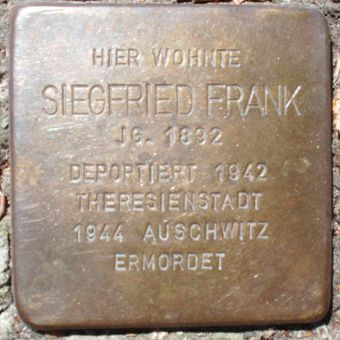 HIER WOHNTE
SIEGFRIED FRANK
JG. 1892
DEPORTIERT 1942
THERESIENSTADT
1944 AUSCHWITZ
ERMORDET